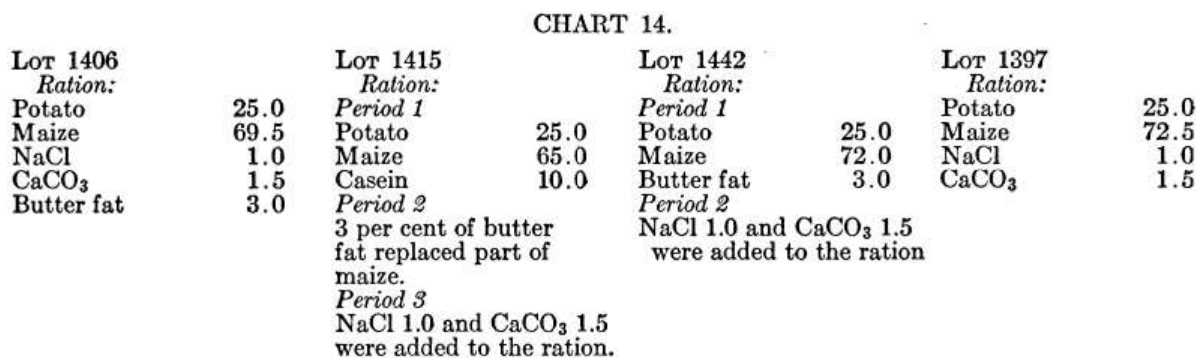 CHART 14.
LOT 1406
Ration:
Potato 25.0
Maize 69.5
NaCl 1.0
CaCO₃ 1.5
Butter fat 3.0
LOT 1415
Ration:
Period 1
Potato 25.0
Maize 65.0
Casein 10.0
Period 2
3 per cent of butter
fat replaced part of
maize.
Period 3
NaCl 1.0 and CaCO₃ 1.5
were added to the ration.
LOT 1442
Ration:
Period 1
Potato 25.0
Maize 72.0
Butter fat 3.0
Period 2
NaCl 1.0 and CaCO₃ 1.5
were added to the ration
LOT 1397
Ration:
Potato 25.0
Maize 72.5
NaCl 1.0
CaCO₃ 1.5